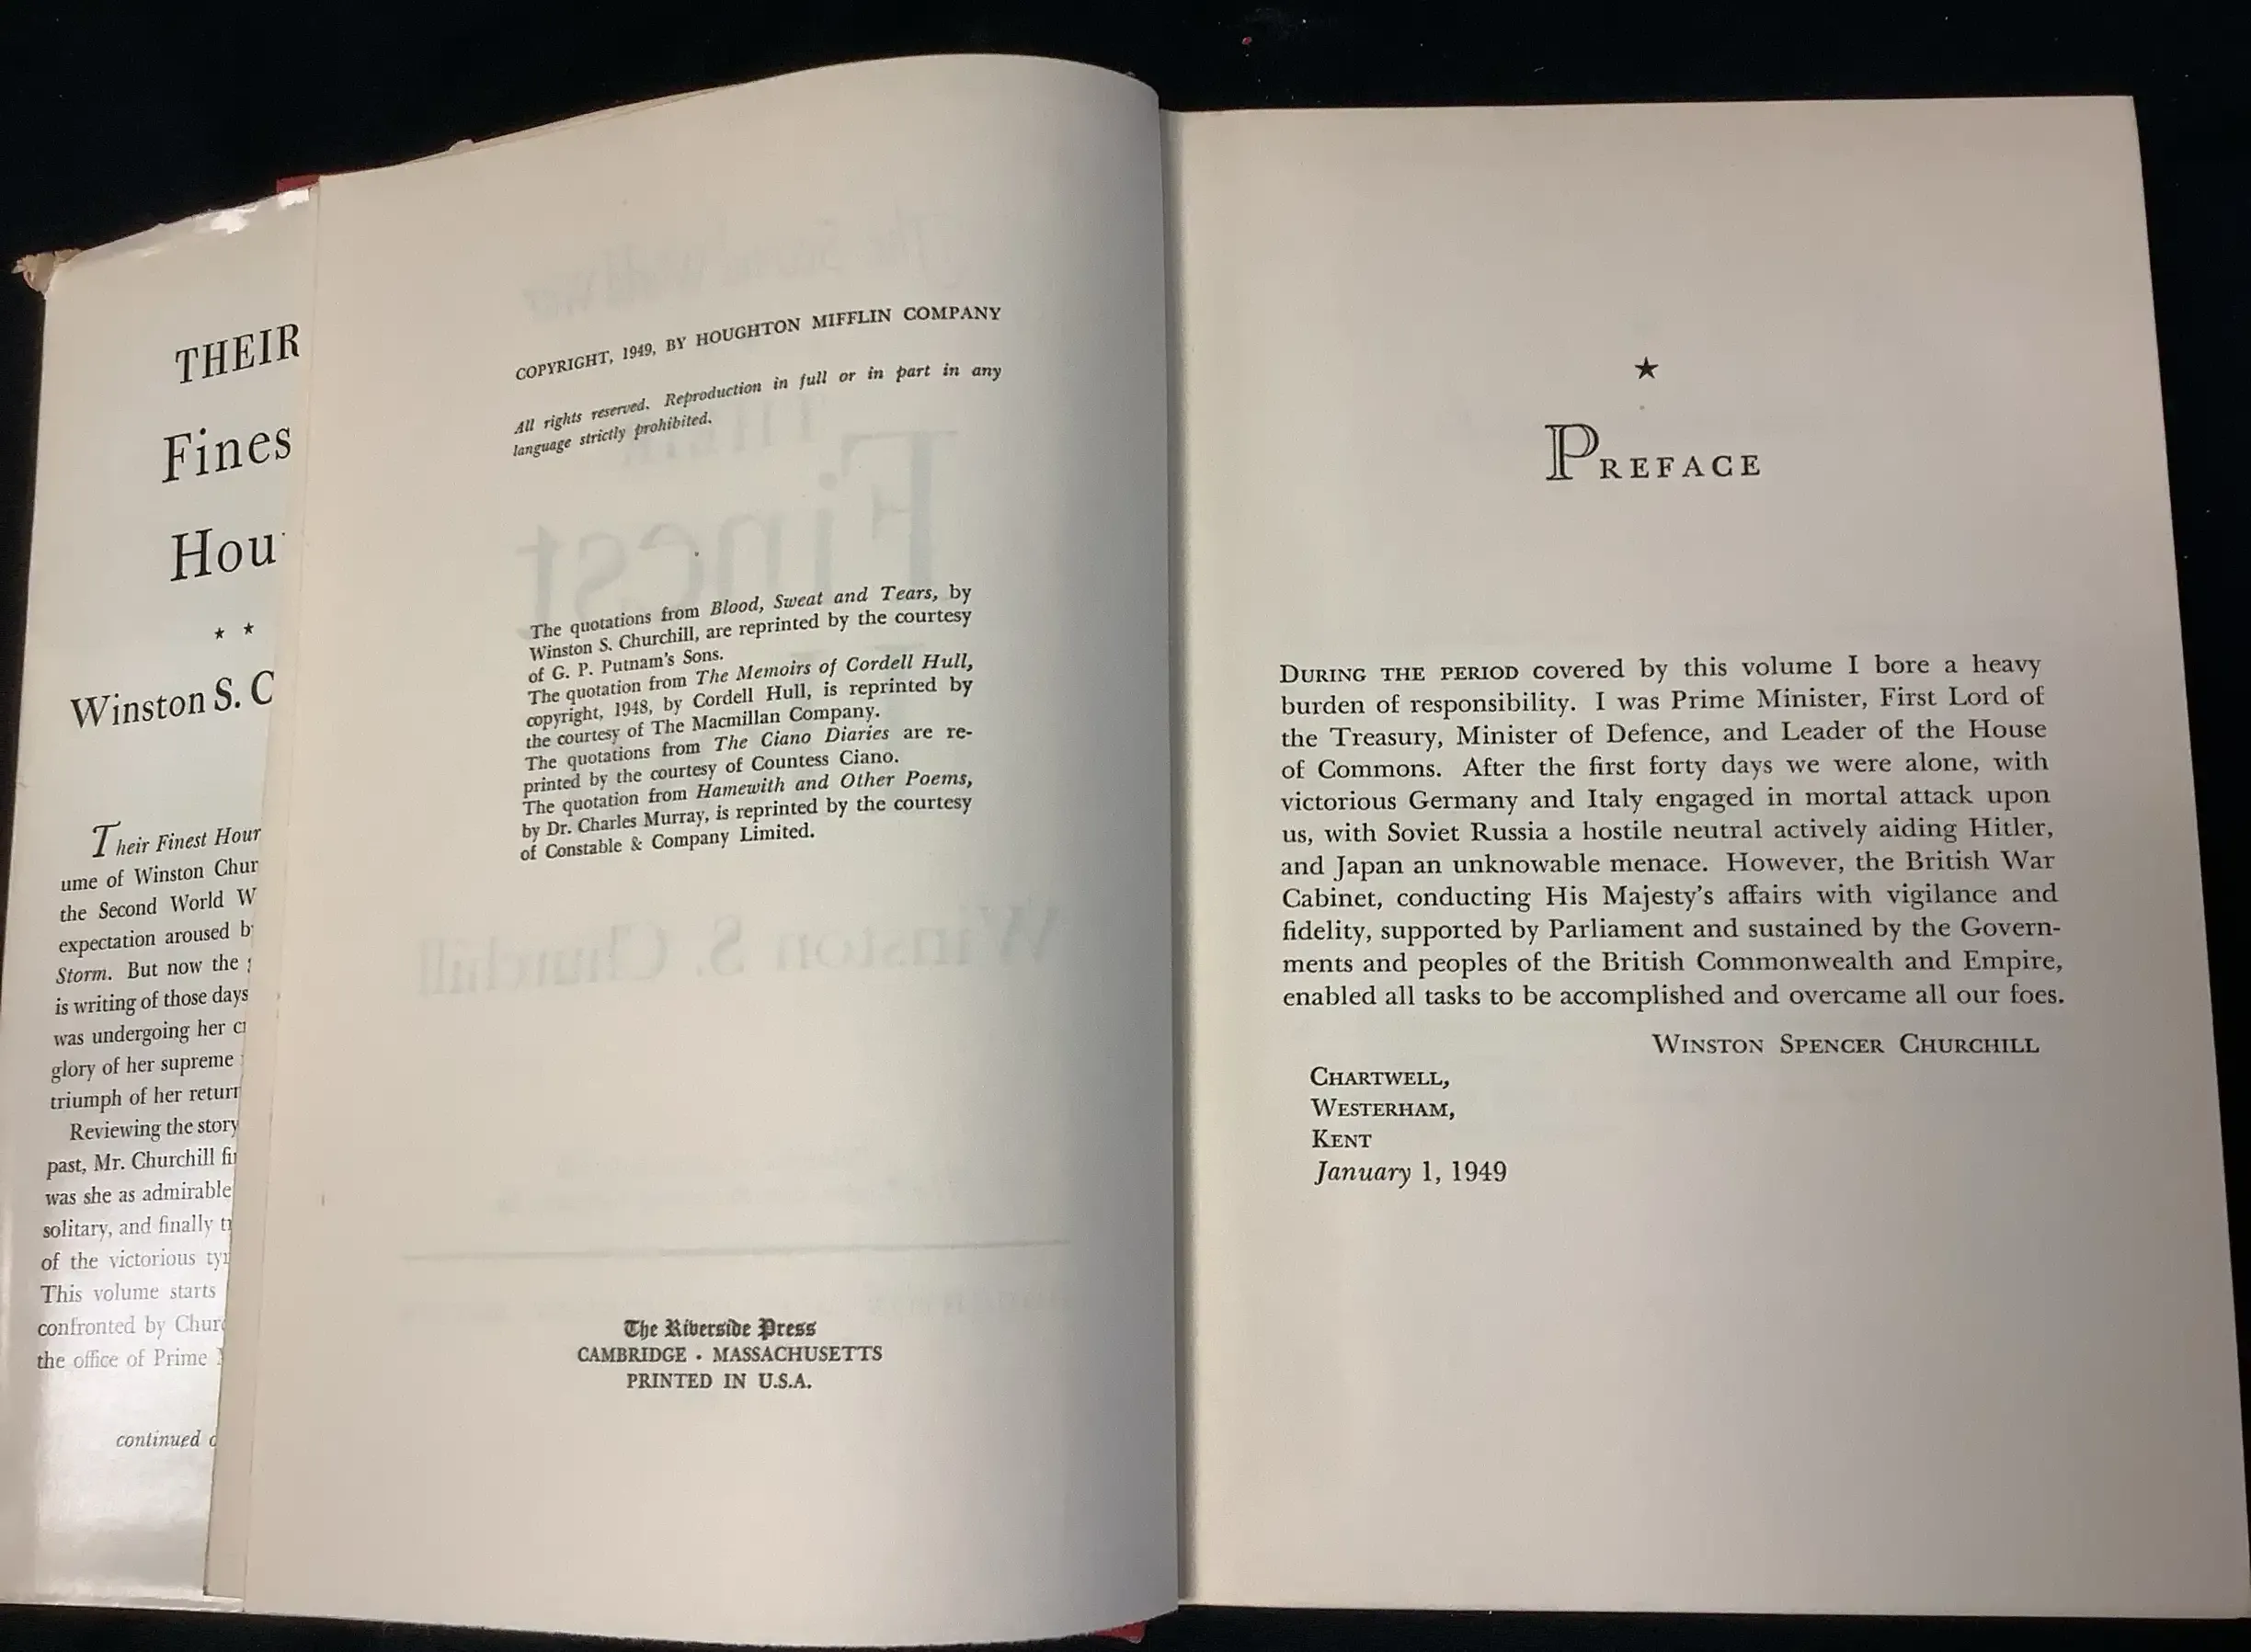 THEIR
Fines
Hou
★ ★
Winston S. C
Their Finest Hour
ume of Winston Chur
the Second World W
expectation aroused b
Storm. But now the
is writing of those days
was undergoing her
glory of her supreme
triumph of her return
Reviewing the story
past, Mr. Churchill
was she as admirable
solitary, and finally
of the victorious
This volume starts
confronted by Churc
the office of Prime
continued
COPYRIGHT, 1949, BY HOUGHTON MIFFLIN COMPANY
All rights reserved. Reproduction in full or in part in any
language strictly prohibited.
The quotations from Blood, Sweat and Tears, by
Winston S. Churchill, are reprinted by the courtesy
of G. P. Putnam's Sons.
The quotation from The Memoirs of Cordell Hull,
copyright, 1948, by Cordell Hull, is reprinted by
the courtesy of The Macmillan Company.
The quotations from The Ciano Diaries are re-
printed by the courtesy of Countess Ciano.
The quotation from Hamewith and Other Poems,
by Dr. Charles Murray, is reprinted by the courtesy
of Constable & Company Limited.
The Riverside Press
CAMBRIDGE · MASSACHUSETTS
PRINTED IN U.S.A.
★
PREFACE
DURING THE PERIOD covered by this volume I bore a heavy
burden of responsibility. I was Prime Minister, First Lord of
the Treasury, Minister of Defence, and Leader of the House
of Commons. After the first forty days we were alone, with
victorious Germany and Italy engaged in mortal attack upon
us, with Soviet Russia a hostile neutral actively aiding Hitler,
and Japan an unknowable menace. However, the British War
Cabinet, conducting His Majesty's affairs with vigilance and
fidelity, supported by Parliament and sustained by the Govern-
ments and peoples of the British Commonwealth and Empire,
enabled all tasks to be accomplished and overcame all our foes.
WINSTON SPENCER CHURCHILL
CHARTWELL,
WESTERHAM,
KENT
January 1, 1949